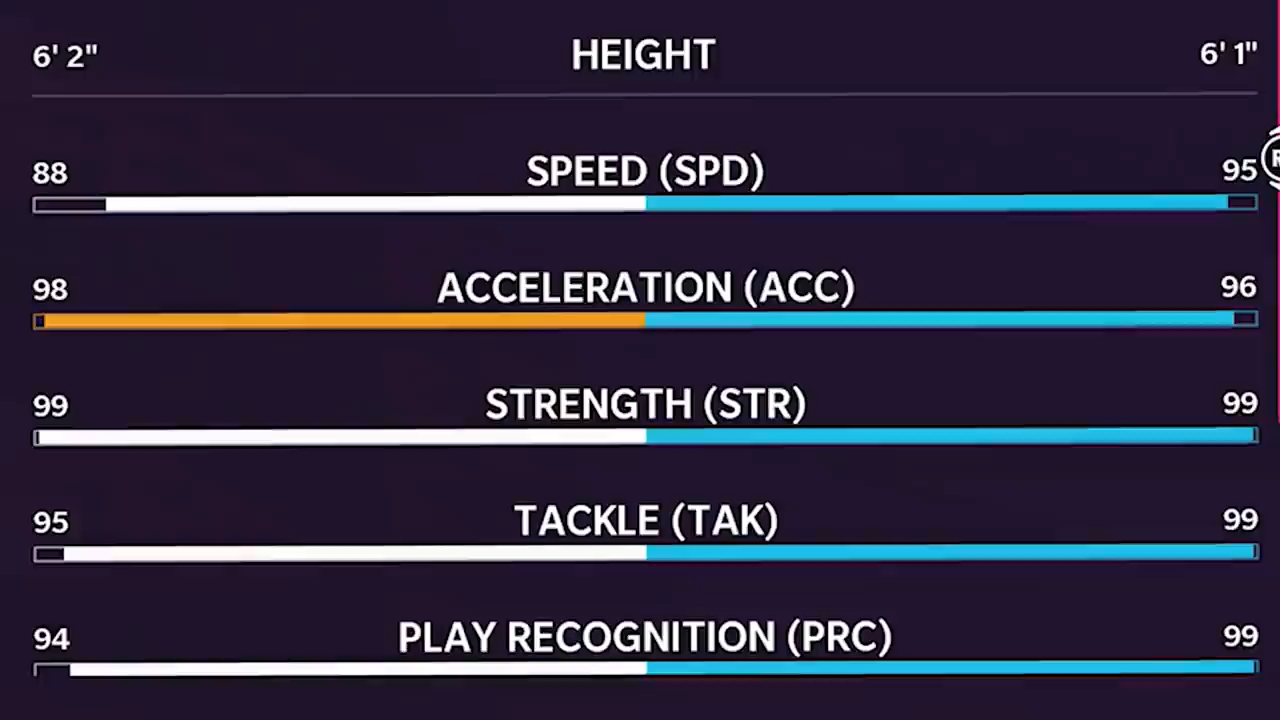 6' 2" HEIGHT 6' 1"
88 SPEED (SPD) 95
R
98 ACCELERATION (ACC) 96
99 STRENGTH (STR) 99
95 TACKLE (TAK) 99
94 PLAY RECOGNITION (PRC) 99